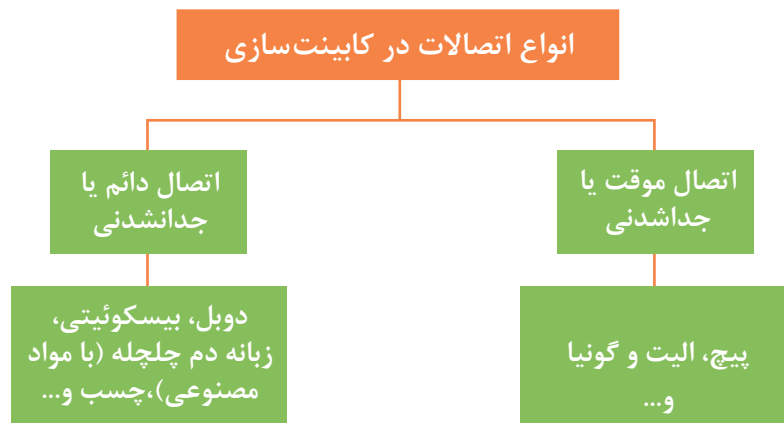 انواع اتصالات در کابینت‌سازی
اتصال موقت یا
جداشدنی
اتصال دائم یا
جدانشدنی
پیچ، الیت و گونیا
و...
دوبل، بیسکوئیتی،
زبانه دم چلچله (با مواد
مصنوعی)،چسب و...